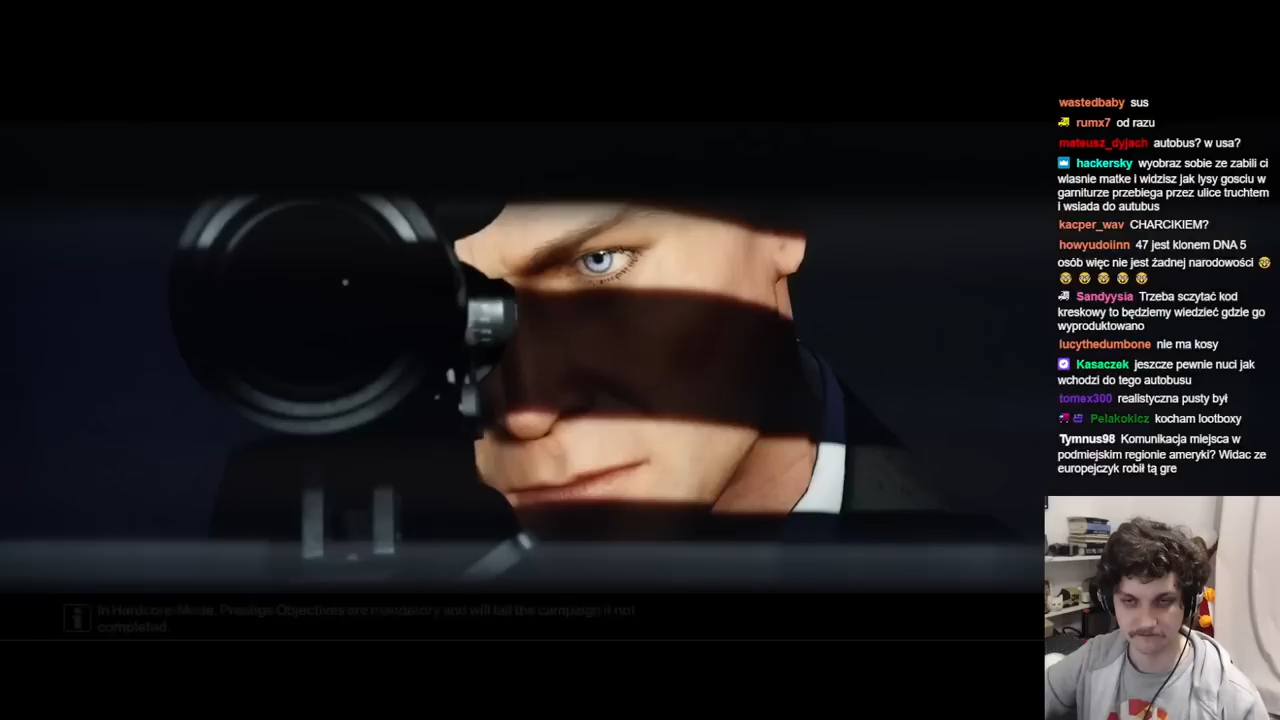 wastedbaby sus
rumx7 od razu
mateusz_dyjach autobus? w usa?
hackersky wyobraz sobie ze zabili ci
wlasnie matke i widzisz jak lysy gosciu w
garniturze przebiega przez ulice truchtem
i wsiada do autubus
kacper_wav CHARCIKIEM?
howyudoiinn 47 jest klonem DNA 5
osób więc nie jest żadnej narodowości 🤓
🤓 🤓 🤓 🤓 🤓
Sandyysia Trzeba sczytać kod
kreskowy to będziemy wiedzieć gdzie go
wyproduktowano
lucythedumbone nie ma kosy
Kasaczek jeszcze pewnie nuci jak
wchodzi do tego autobusu
tomex300 realistyczna pusty był
Pelakokicz kocham lootboxy
Tymnus98 Komunikacja miejsca w
podmiejskim regionie ameryki? Widac ze
europejczyk robił tą gre
In Hardcore Mode, Prestige Objectives are mandatory and will fail the campaign if not
completed.